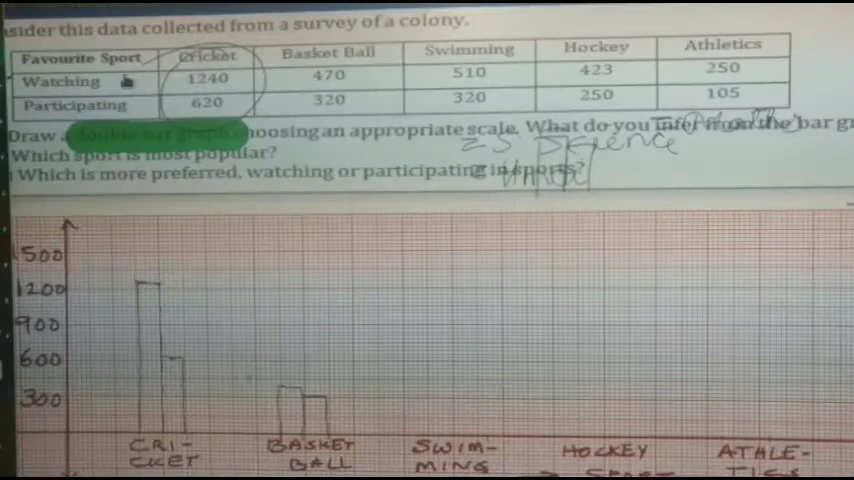 sider this data collected from a survey of a colony.
Favourite Sport Cricket Basket Ball Swimming Hockey Athletics
Watching 1240 470 510 423 250
Participating 620 320 320 250 105
Draw a double bar graph choosing an appropriate scale. What do you infer from the bar gr
Which sport is most popular?
Which is more preferred, watching or participating in sports?
1500
1200
900
600
300
CRI- BASKET SWIM- HOCKEY ATHLE-
CKET BALL MING SPORT TICS